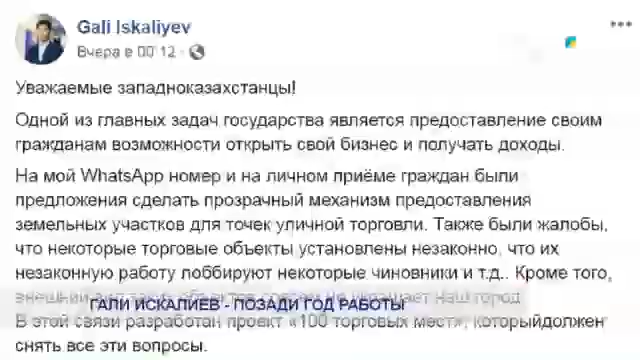 Gali Iskaliyev
Вчера в 00:12
Уважаемые западноказахстанцы!
Одной из главных задач государства является предоставление своим
гражданам возможности открыть свой бизнес и получать доходы.
На мой WhatsApp номер и на личном приёме граждан были
предложения сделать прозрачный механизм предоставления
земельных участков для точек уличной торговли. Также были жалобы,
что некоторые торговые объекты установлены незаконно, что их
незаконную работу лоббируют некоторые чиновники и т.д.. Кроме того,
внешний наш город
ГАЛИ ИСКАЛИЕВ - ПОЗАДИ ГОД РАБОТЫ
В этой связи разработан проект «100 торговых мест», которыйдолжен
снять все эти вопросы.